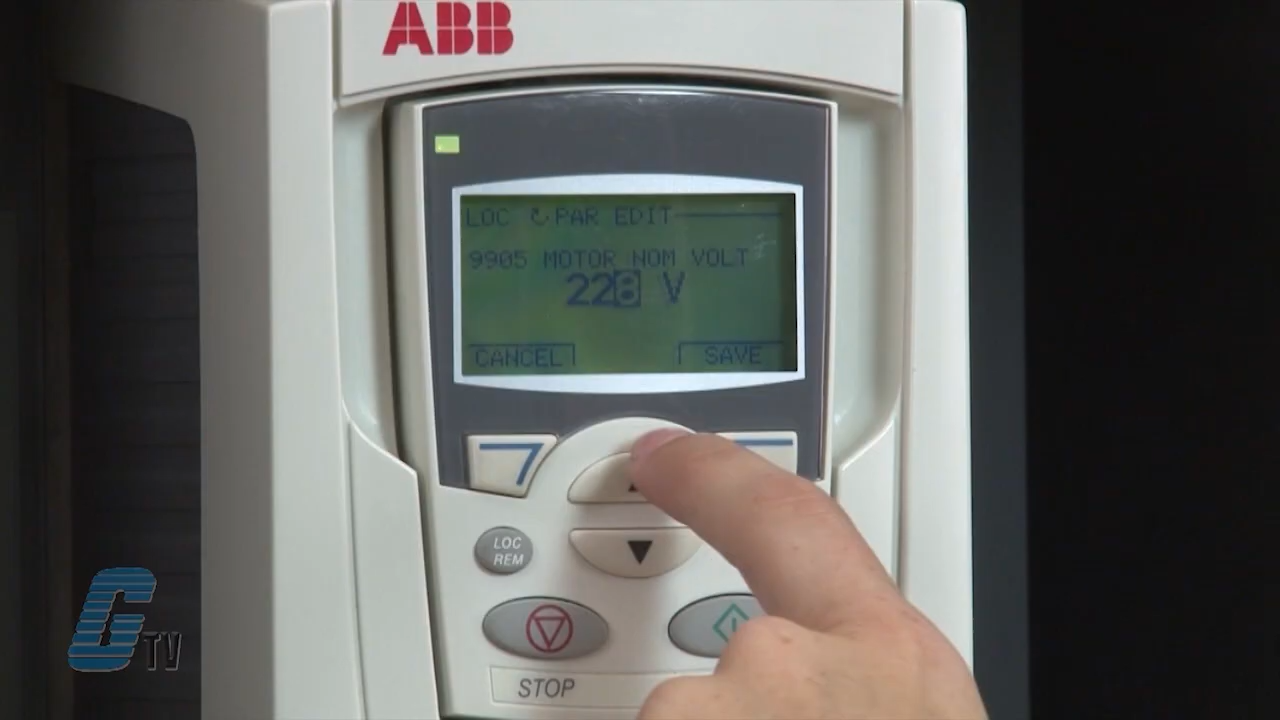 ABB
LOC ↻ PAR EDIT
9905 MOTOR NOM VOLT
228 V
CANCEL SAVE
LOC
REM
STOP
G TV